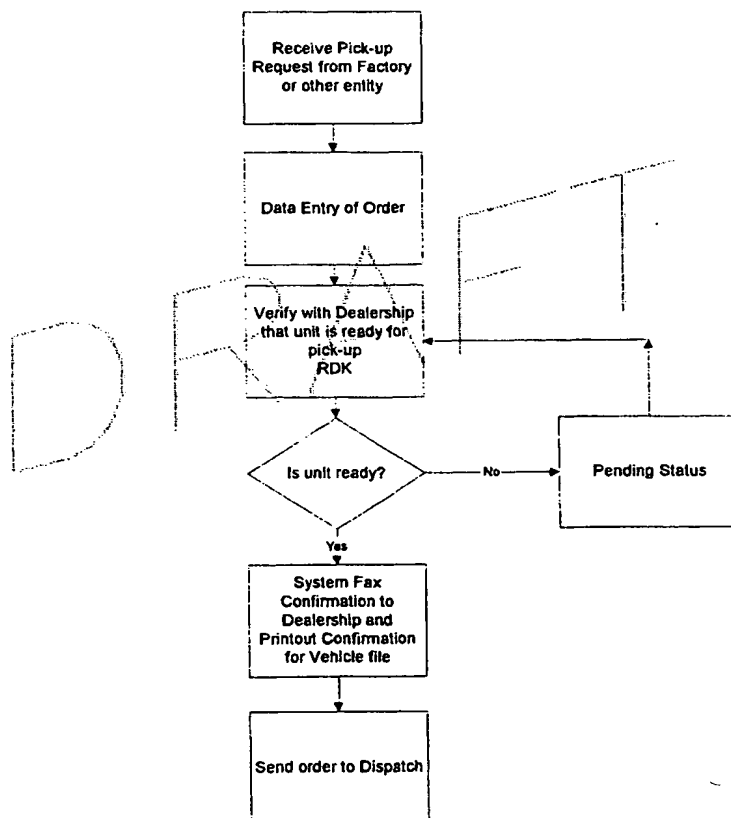 Receive Pick-up
Request from Factory
or other entity
Data Entry of Order
DRAFT
Verify with Dealership
that unit is ready for
pick-up
RDK
Is unit ready?
No
Pending Status
Yes
System Fax
Confirmation to
Dealership and
Printout Confirmation
for Vehicle file
Send order to Dispatch